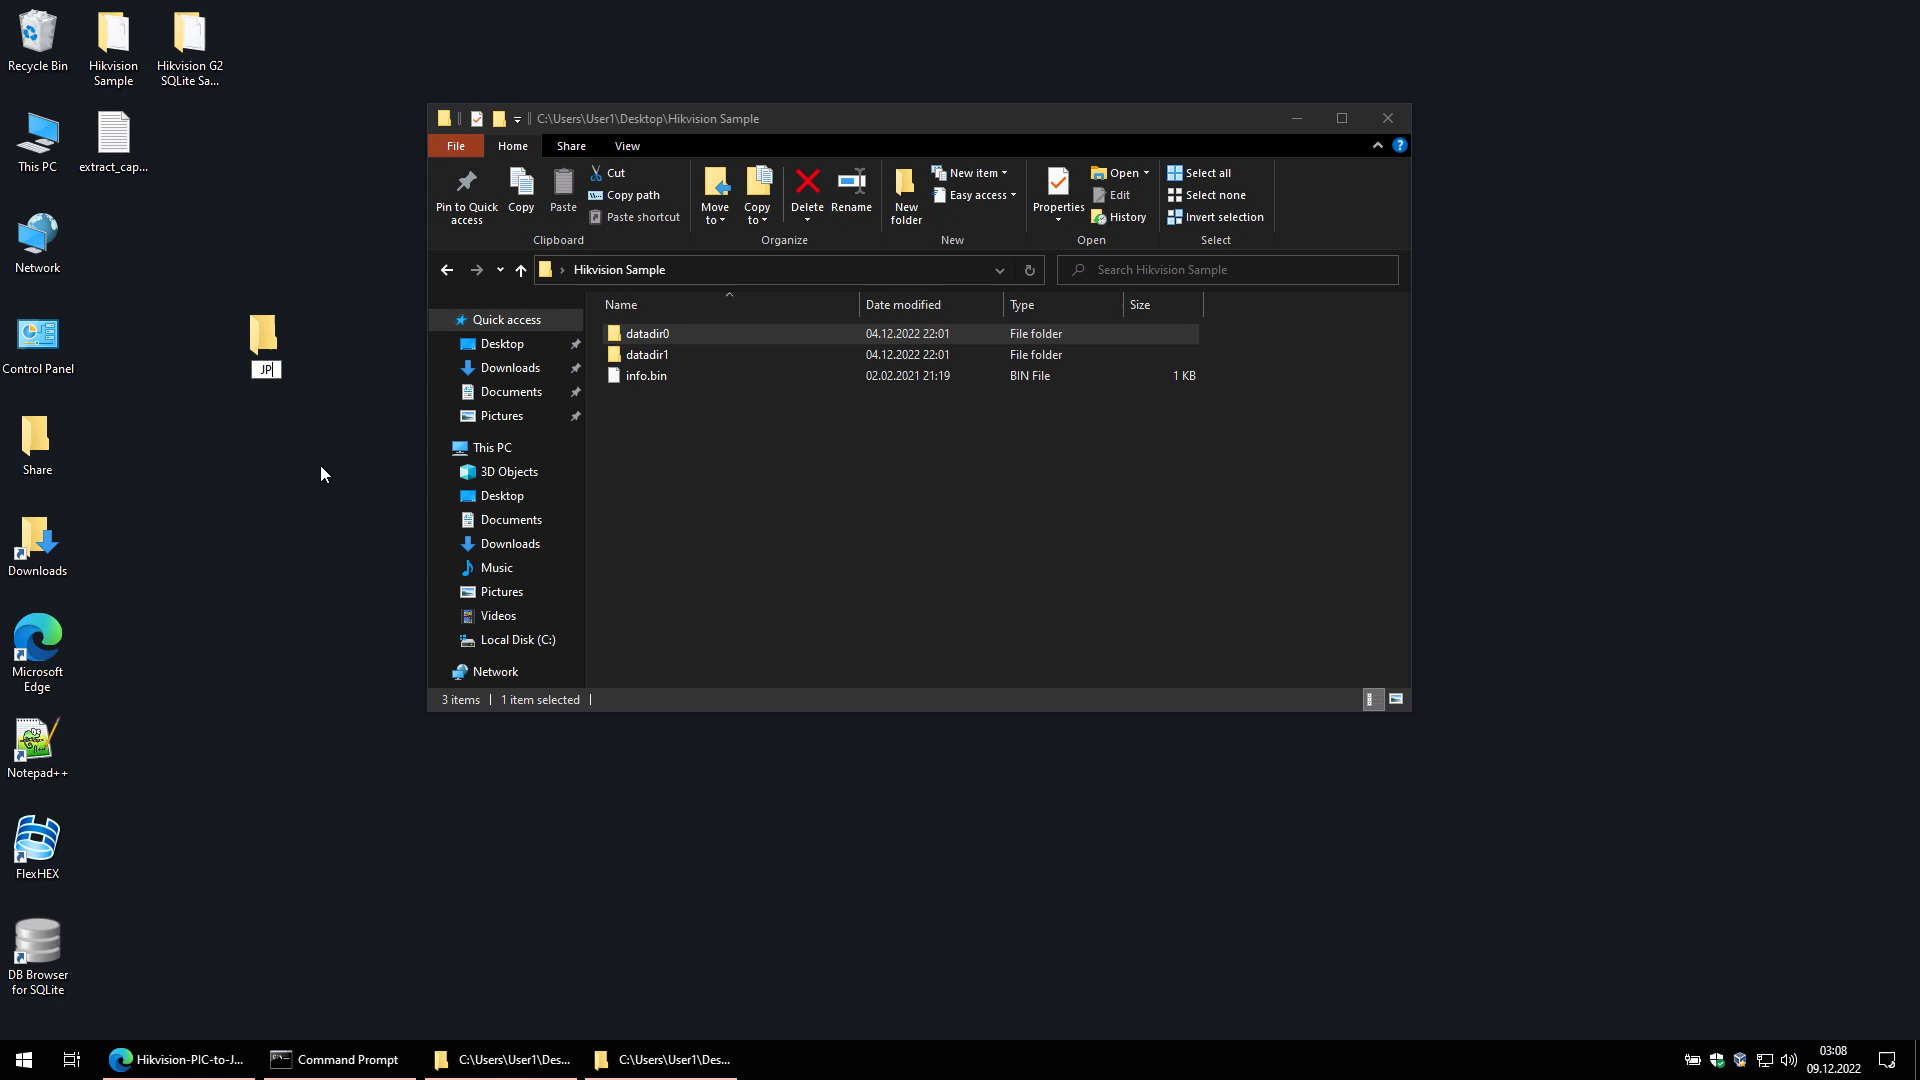 Recycle Bin
Hikvision
Sample
Hikvision G2
SQLite Sa...
This PC
extract_cap...
Network
Control Panel
JP
Share
Downloads
Microsoft
Edge
Notepad++
FlexHEX
DB Browser
for SQLite
C:\Users\User1\Desktop\Hikvision Sample
File
Home
Share
View
Pin to Quick
access
Copy
Paste
Cut
Copy path
Paste shortcut
Clipboard
Move
to
Copy
to
Delete
Rename
Organize
New
folder
New item
Easy access
New
Properties
Open
Edit
History
Open
Select all
Select none
Invert selection
Select
Hikvision Sample
Search Hikvision Sample
Name Date modified Type Size
datadir0 04.12.2022 22:01 File folder
datadir1 04.12.2022 22:01 File folder
info.bin 02.02.2021 21:19 BIN File 1 KB
Quick access
Desktop
Downloads
Documents
Pictures
This PC
3D Objects
Desktop
Documents
Downloads
Music
Pictures
Videos
Local Disk (C:)
Network
3 items 1 item selected
Hikvision-PIC-to-J...
Command Prompt
C:\Users\User1\Des...
C:\Users\User1\Des...
03:08
09.12.2022